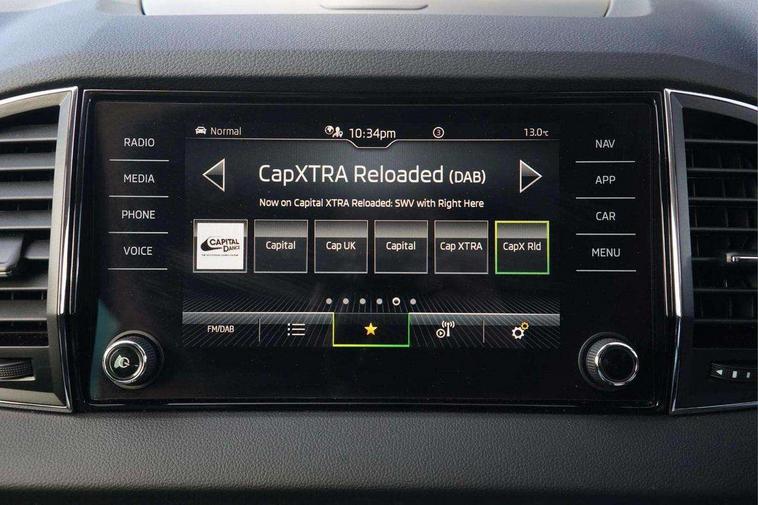 RADIO
MEDIA
PHONE
VOICE
Normal
10:34pm
3
13.0°C
CapXTRA Reloaded (DAB)
Now on Capital XTRA Reloaded: SWV with Right Here
CAPITAL
DANCE
Capital
Cap UK
Capital
Cap XTRA
CapX Rld
FM/DAB
NAV
APP
CAR
MENU